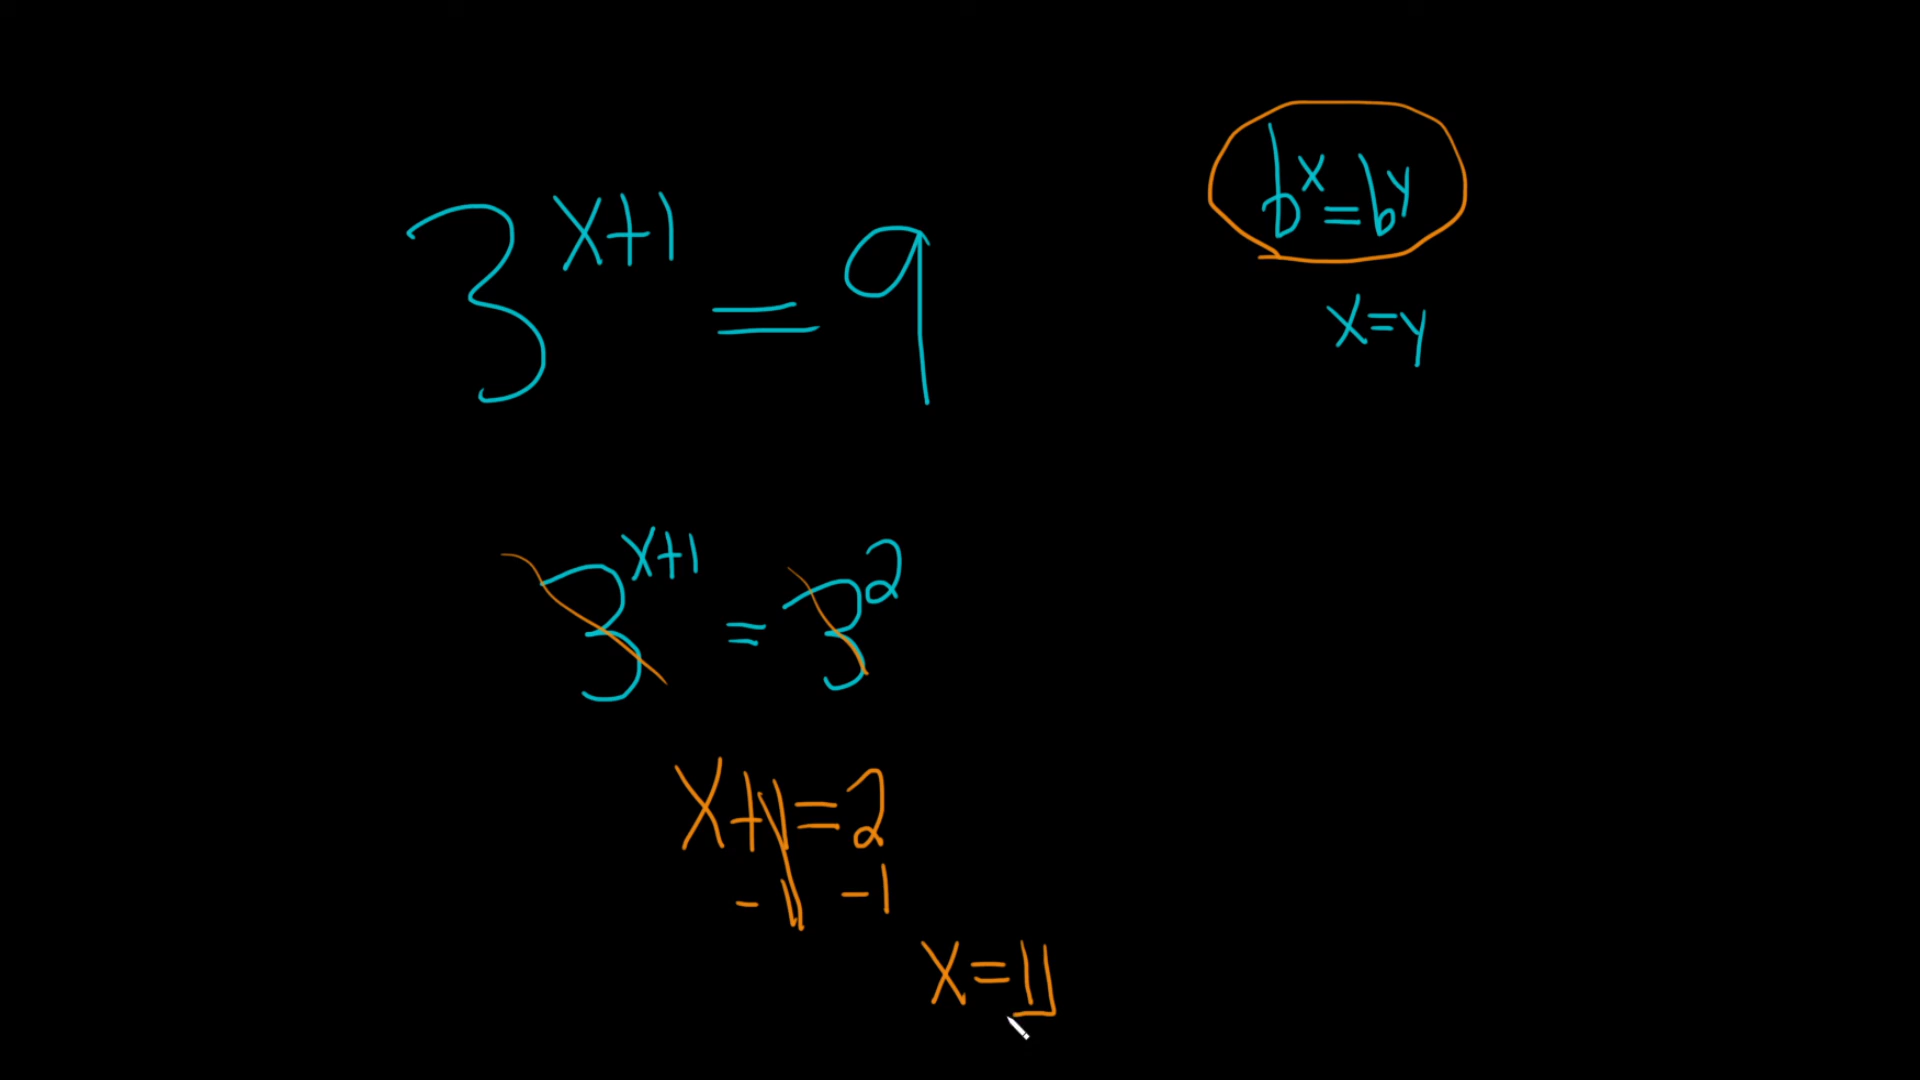 3^{x+1} = 9
b^x = b^y
x = y
3^{x+1} = 3^2
x + 1 = 2
- 1 - 1
x = 1